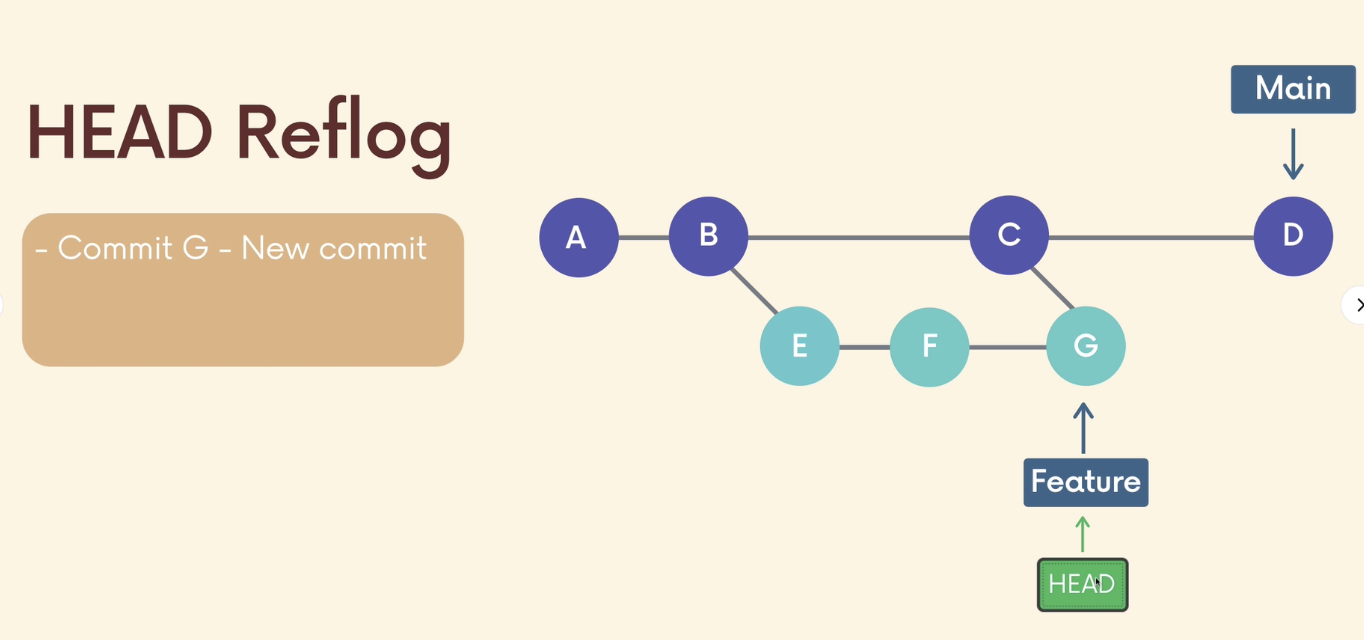 HEAD Reflog
- Commit G - New commit
Main
A
B
C
D
E
F
G
Feature
HEAD